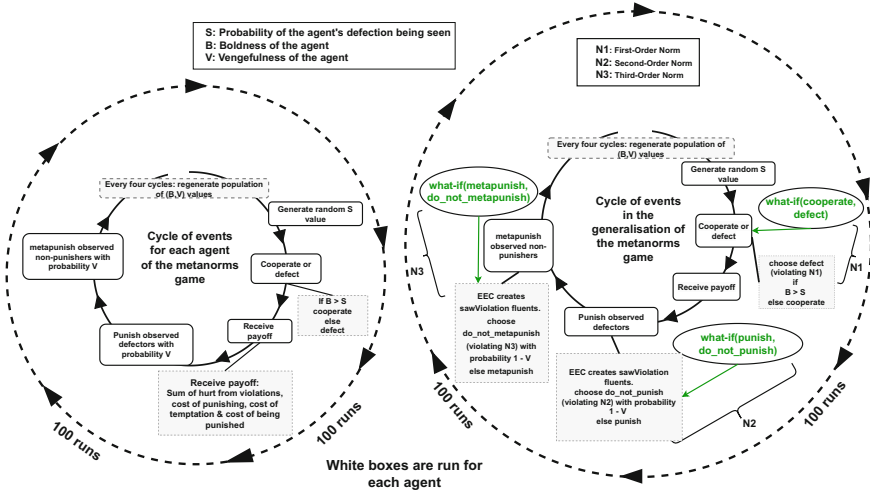 S: Probability of the agent's defection being seen
B: Boldness of the agent
V: Vengefulness of the agent
N1: First-Order Norm
N2: Second-Order Norm
N3: Third-Order Norm
Every four cycles: regenerate population
of (B,V) values
Generate random S
value
Cycle of events
for each agent
of the metanorms
game
metapunish observed
non-punishers with
probability V
Cooperate or
defect
If B > S
cooperate
else
defect
Receive
payoff
Punish observed
defectors with
probability V
Receive payoff:
Sum of hurt from violations,
cost of punishing, cost of
temptation & cost of being
punished
100 runs
100 runs
Every four cycles: regenerate population of
(B,V) values
Generate random S
value
what-if(metapunish,
do_not_metapunish)
what-if(cooperate,
defect)
Cycle of events
in the
generalisation of
the metanorms
game
metapunish
observed
non-punishers
Cooperate or
defect
N3
N1
choose defect
(violating N1)
if
B > S
else cooperate
Receive payoff
EEC creates
sawViolation fluents.
choose
do_not_metapunish
(violating N3) with
probability 1 - V
else metapunish
Punish observed
defectors
what-if(punish,
do_not_punish)
EEC creates sawViolation
fluents.
choose do_not_punish
(violating N2) with probability
1 - V
else punish
N2
100 runs
100 runs
White boxes are run for
each agent